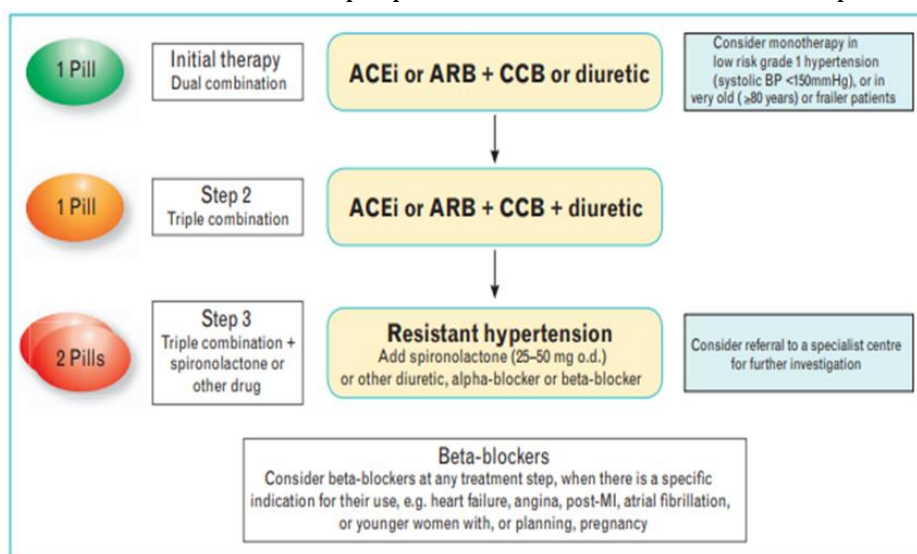 1 Pill
Initial therapy
Dual combination
ACEi or ARB + CCB or diuretic
Consider monotherapy in
low risk grade 1 hypertension
(systolic BP <150mmHg), or in
very old (≥80 years) or frailer patients
1 Pill
Step 2
Triple combination
ACEi or ARB + CCB + diuretic
2 Pills
Step 3
Triple combination +
spironolactone or
other drug
Resistant hypertension
Add spironolactone (25–50 mg o.d.)
or other diuretic, alpha-blocker or beta-blocker
Consider referral to a specialist centre
for further investigation
Beta-blockers
Consider beta-blockers at any treatment step, when there is a specific
indication for their use, e.g. heart failure, angina, post-MI, atrial fibrillation,
or younger women with, or planning, pregnancy